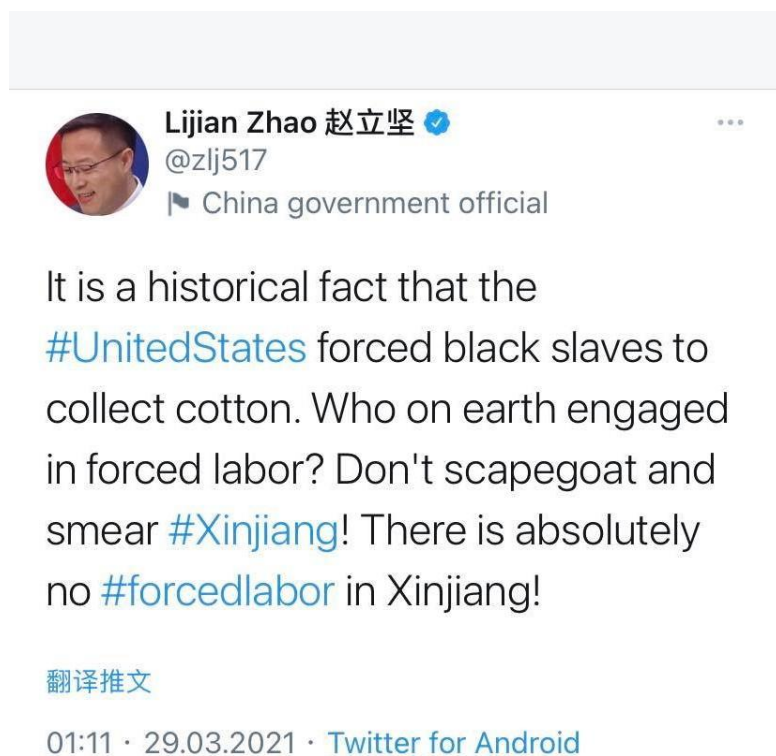 Lijian Zhao 赵立坚
@zlj517
China government official
It is a historical fact that the
#UnitedStates forced black slaves to
collect cotton. Who on earth engaged
in forced labor? Don't scapegoat and
smear #Xinjiang! There is absolutely
no #forcedlabor in Xinjiang!
翻译推文
01:11 · 29.03.2021 · Twitter for Android